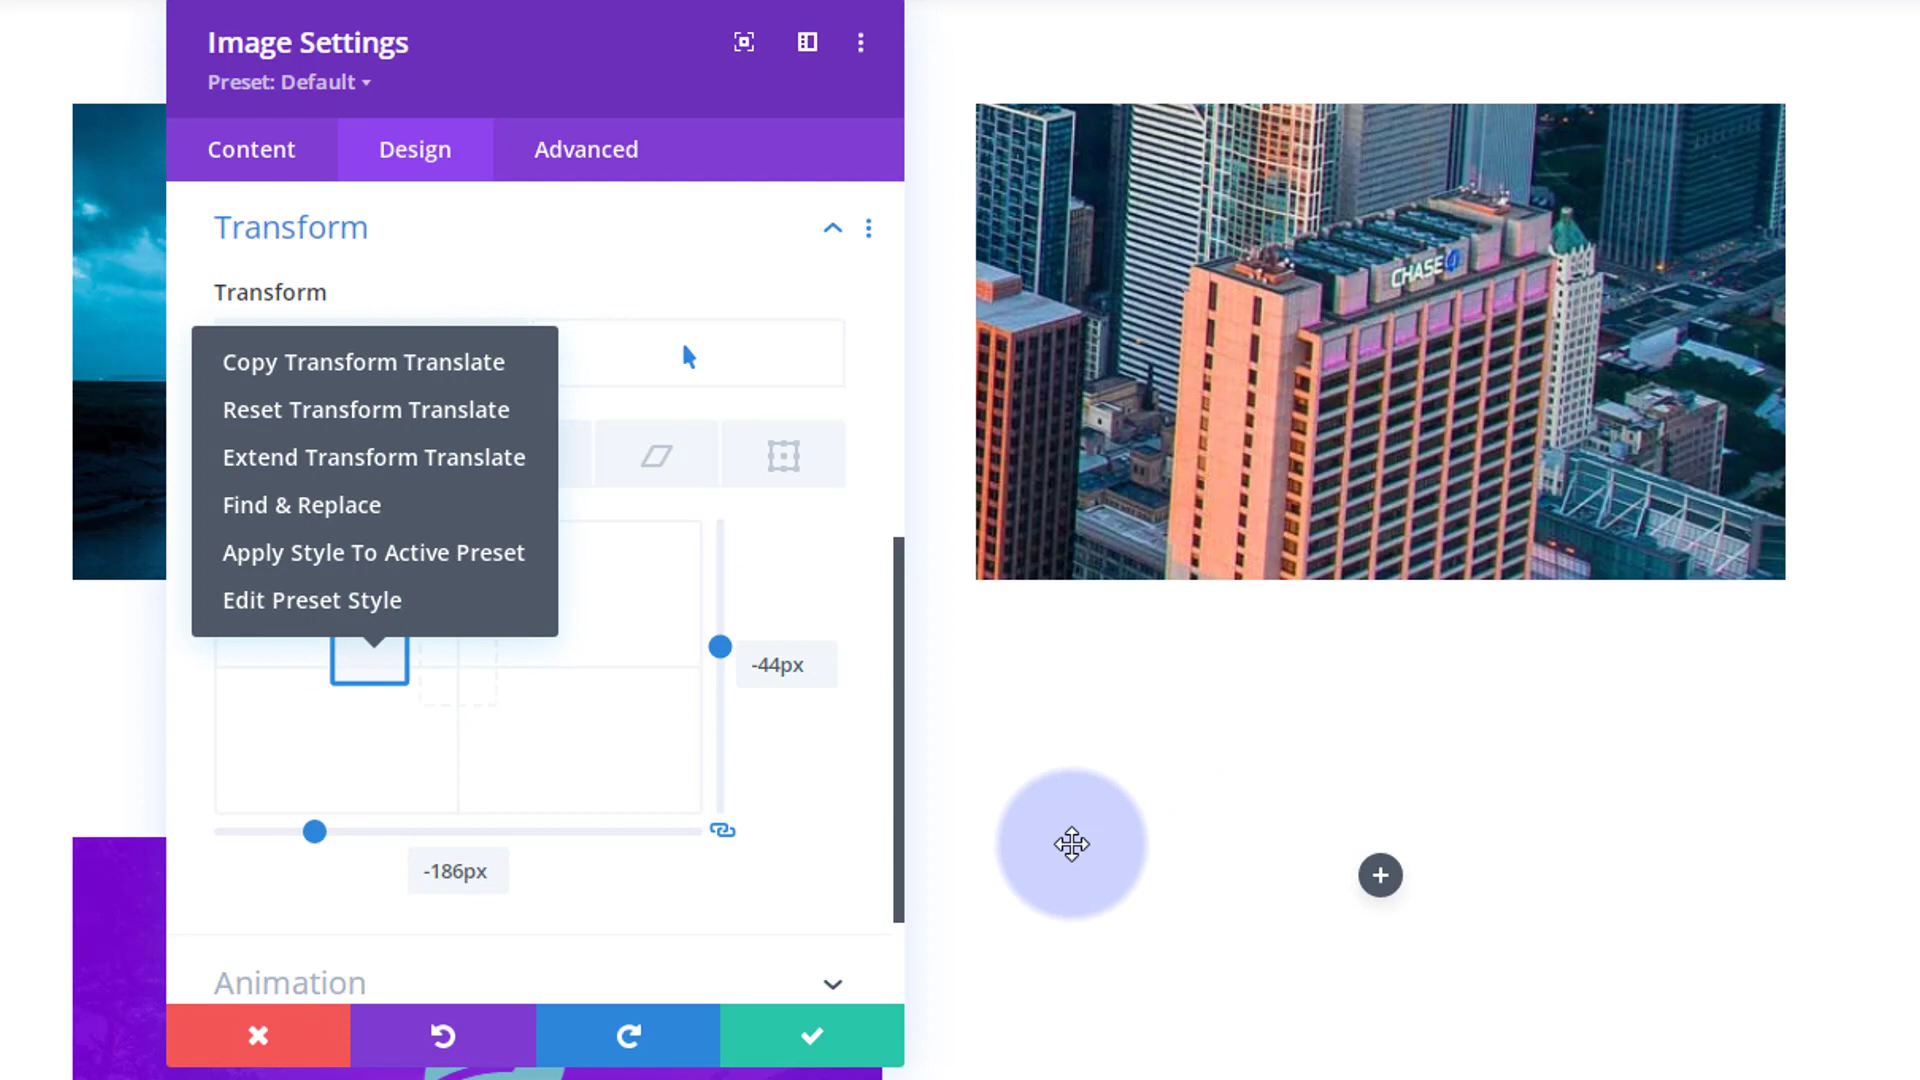 Image Settings
Preset: Default
Content
Design
Advanced
Transform
Transform
Copy Transform Translate
Reset Transform Translate
Extend Transform Translate
Find & Replace
Apply Style To Active Preset
Edit Preset Style
-44px
-186px
Animation
CHASE